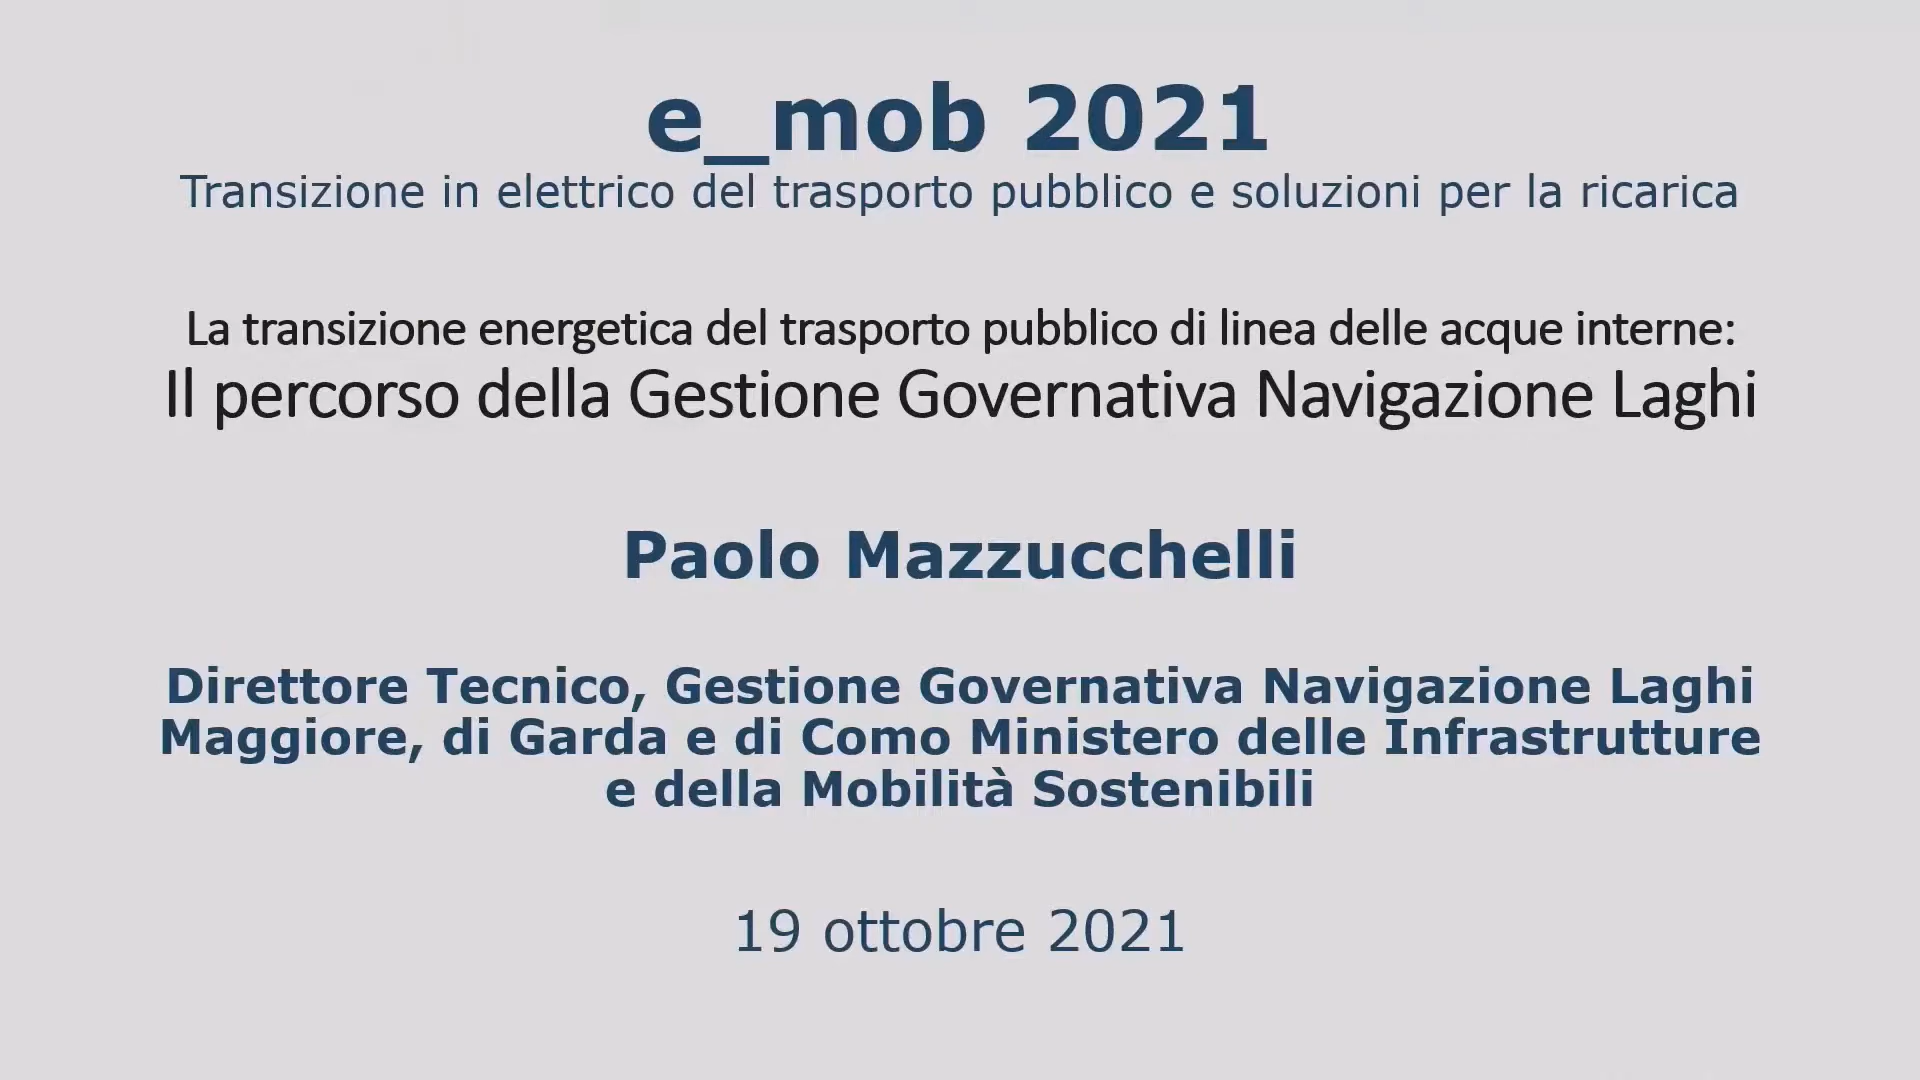 e_mob 2021
Transizione in elettrico del trasporto pubblico e soluzioni per la ricarica
La transizione energetica del trasporto pubblico di linea delle acque interne:
Il percorso della Gestione Governativa Navigazione Laghi
Paolo Mazzucchelli
Direttore Tecnico, Gestione Governativa Navigazione Laghi
Maggiore, di Garda e di Como Ministero delle Infrastrutture
e della Mobilità Sostenibili
19 ottobre 2021